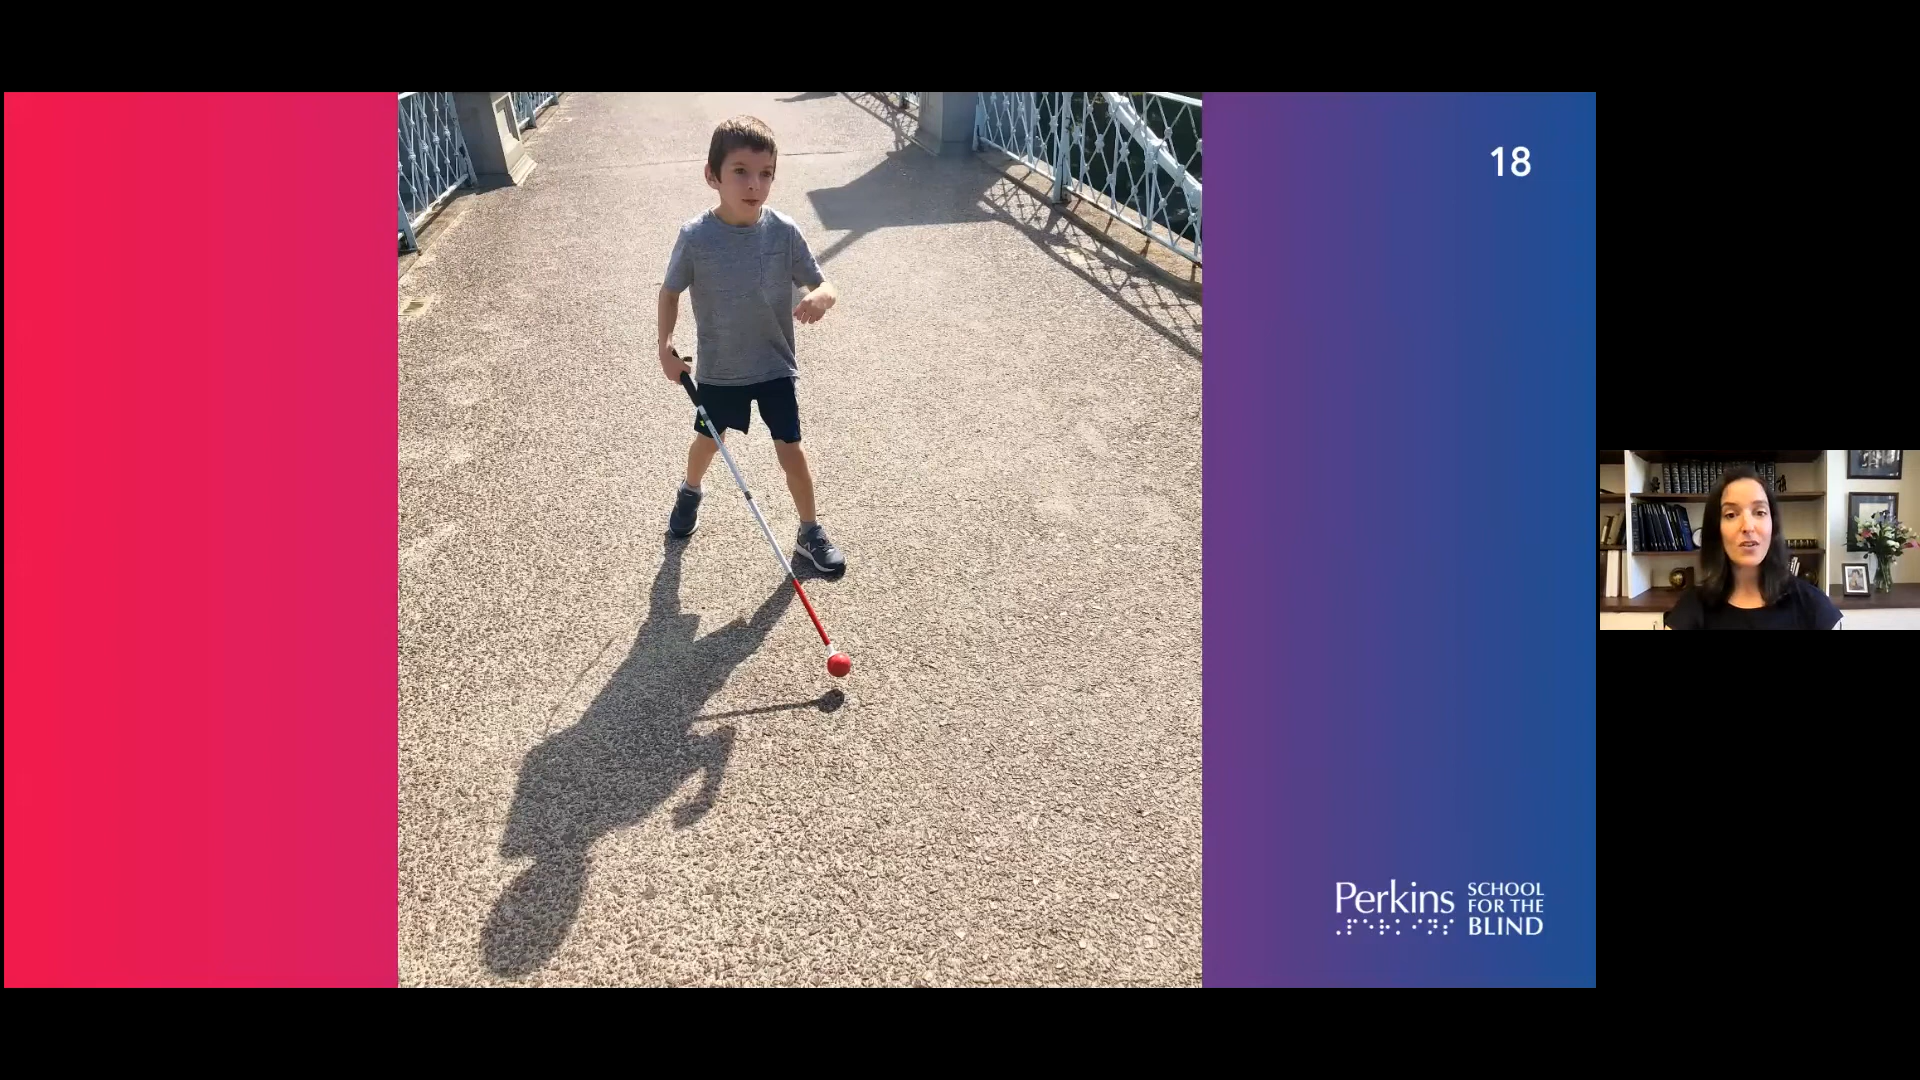 18
Perkins
⠠⠏⠑⠗⠅⠊⠝⠎
SCHOOL
FOR THE
BLIND